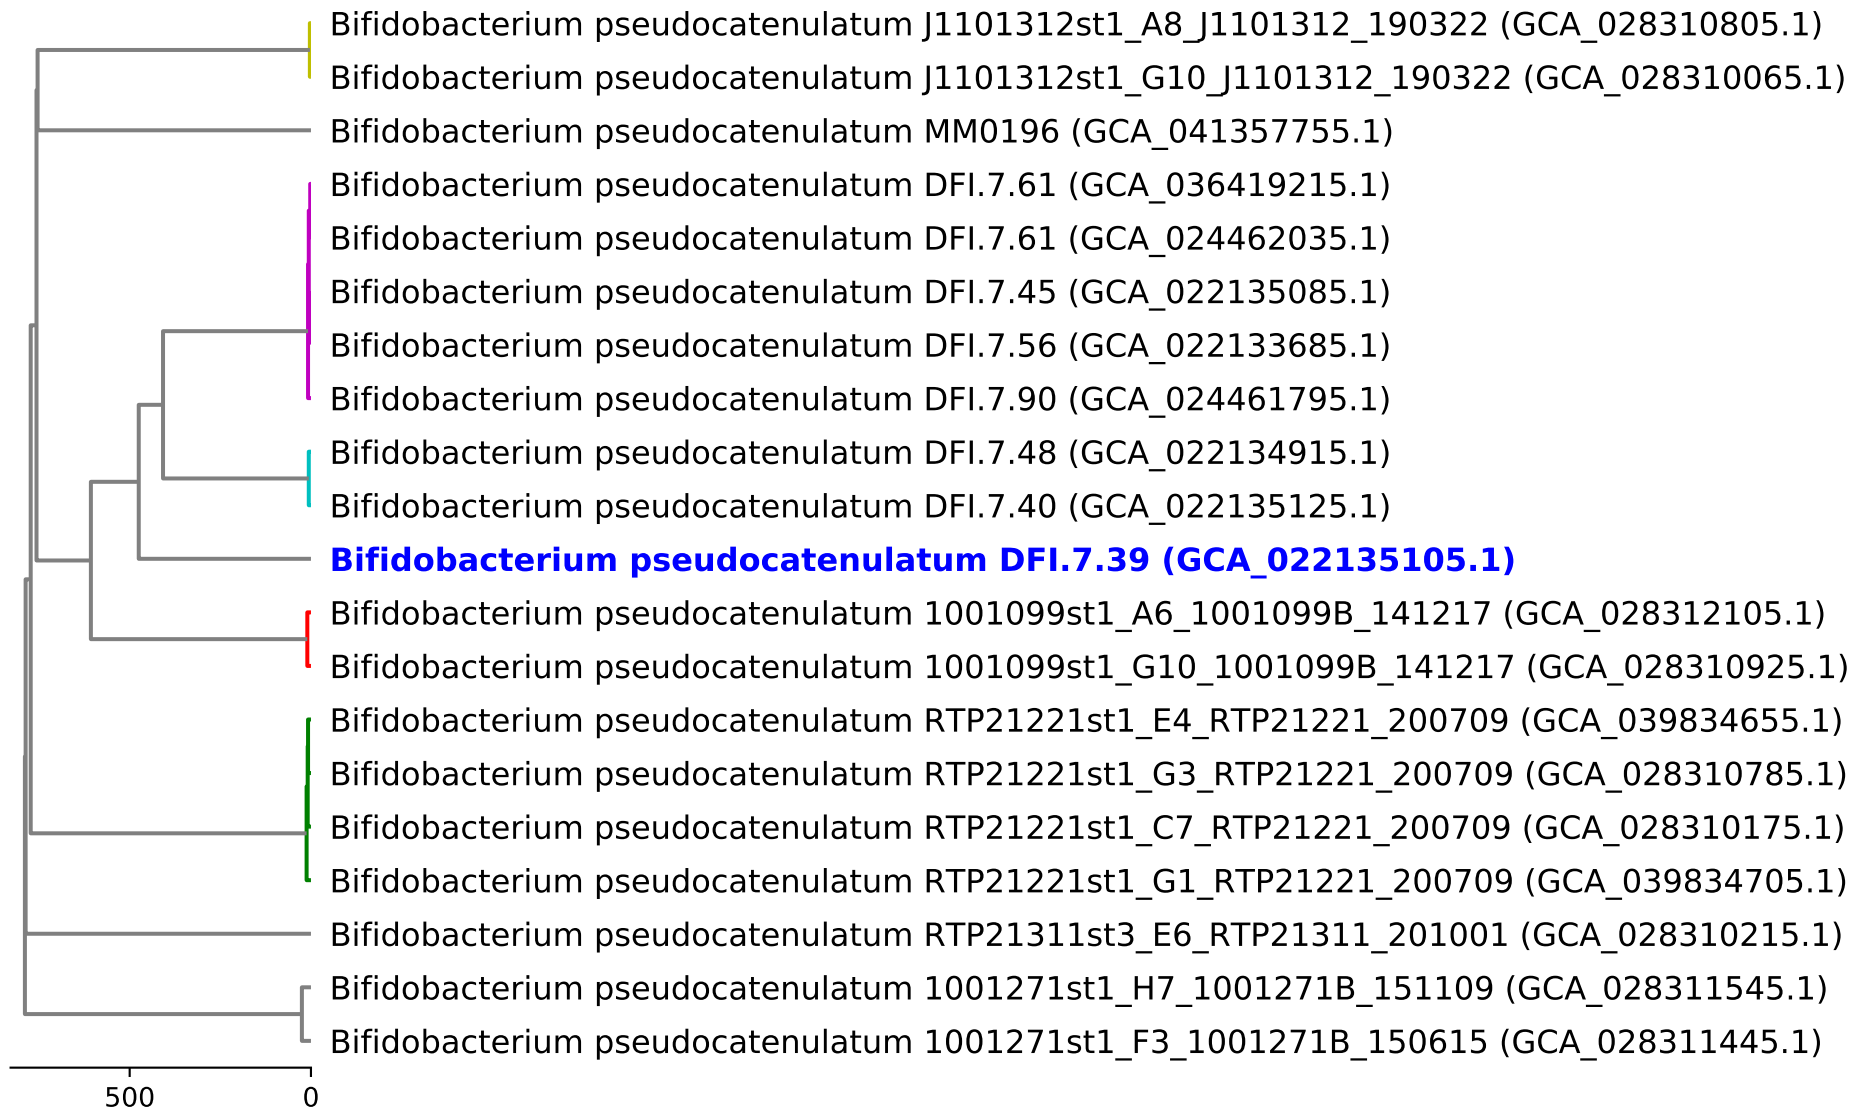 Bifidobacterium pseudocatenulatum J1101312st1_A8_J1101312_190322 (GCA_028310805.1)
Bifidobacterium pseudocatenulatum J1101312st1_G10_J1101312_190322 (GCA_028310065.1)
Bifidobacterium pseudocatenulatum MM0196 (GCA_041357755.1)
Bifidobacterium pseudocatenulatum DFI.7.61 (GCA_036419215.1)
Bifidobacterium pseudocatenulatum DFI.7.61 (GCA_024462035.1)
Bifidobacterium pseudocatenulatum DFI.7.45 (GCA_022135085.1)
Bifidobacterium pseudocatenulatum DFI.7.56 (GCA_022133685.1)
Bifidobacterium pseudocatenulatum DFI.7.90 (GCA_024461795.1)
Bifidobacterium pseudocatenulatum DFI.7.48 (GCA_022134915.1)
Bifidobacterium pseudocatenulatum DFI.7.40 (GCA_022135125.1)
Bifidobacterium pseudocatenulatum DFI.7.39 (GCA_022135105.1)
Bifidobacterium pseudocatenulatum 1001099st1_A6_1001099B_141217 (GCA_028312105.1)
Bifidobacterium pseudocatenulatum 1001099st1_G10_1001099B_141217 (GCA_028310925.1)
Bifidobacterium pseudocatenulatum RTP21221st1_E4_RTP21221_200709 (GCA_039834655.1)
Bifidobacterium pseudocatenulatum RTP21221st1_G3_RTP21221_200709 (GCA_028310785.1)
Bifidobacterium pseudocatenulatum RTP21221st1_C7_RTP21221_200709 (GCA_028310175.1)
Bifidobacterium pseudocatenulatum RTP21221st1_G1_RTP21221_200709 (GCA_039834705.1)
Bifidobacterium pseudocatenulatum RTP21311st3_E6_RTP21311_201001 (GCA_028310215.1)
Bifidobacterium pseudocatenulatum 1001271st1_H7_1001271B_151109 (GCA_028311545.1)
Bifidobacterium pseudocatenulatum 1001271st1_F3_1001271B_150615 (GCA_028311445.1)
500 0